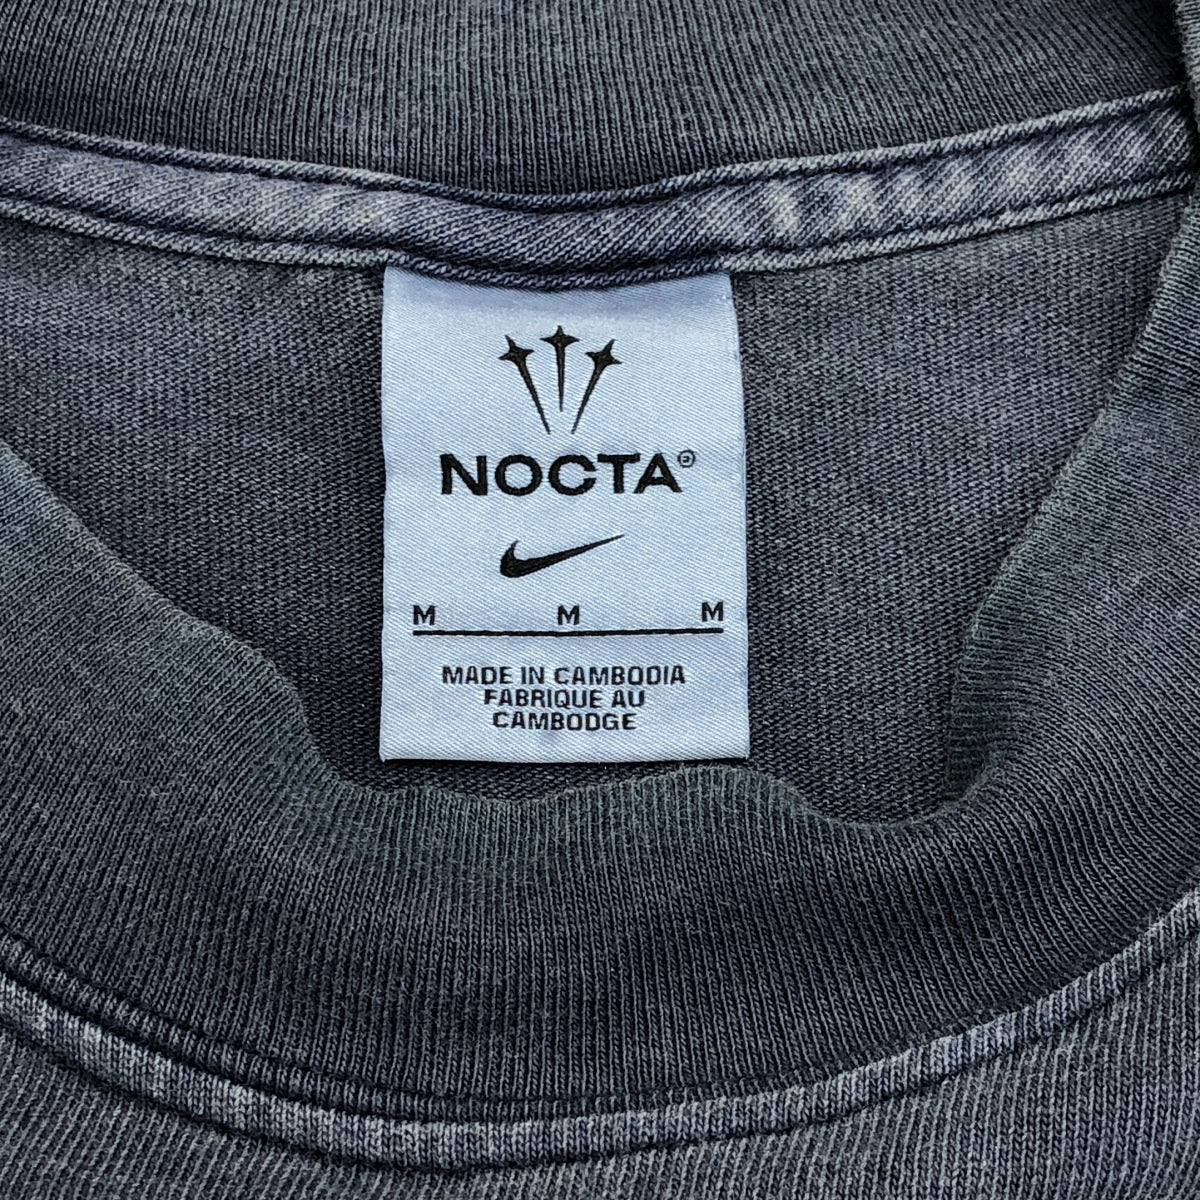 NOCTA®
M M M
MADE IN CAMBODIA
FABRIQUE AU
CAMBODGE